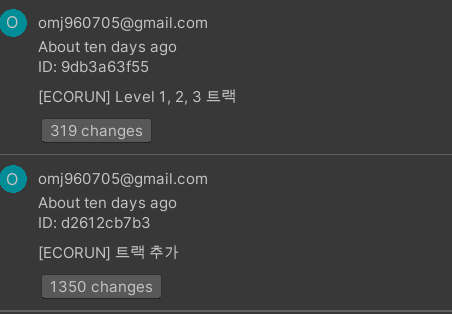 O omj960705@gmail.com
About ten days ago
ID: 9db3a63f55
[ECORUN] Level 1, 2, 3 트랙
319 changes
O omj960705@gmail.com
About ten days ago
ID: d2612cb7b3
[ECORUN] 트랙 추가
1350 changes